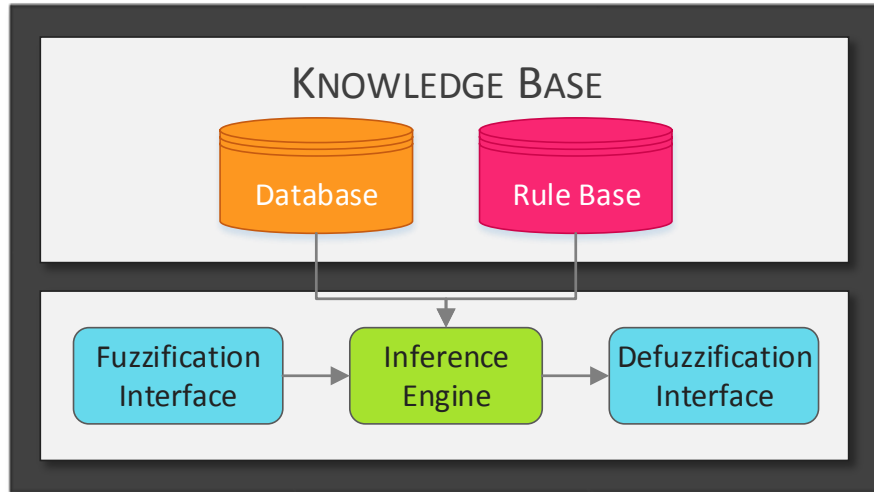 KNOWLEDGE BASE
Database
Rule Base
Fuzzification
Interface
Inference
Engine
Defuzzification
Interface